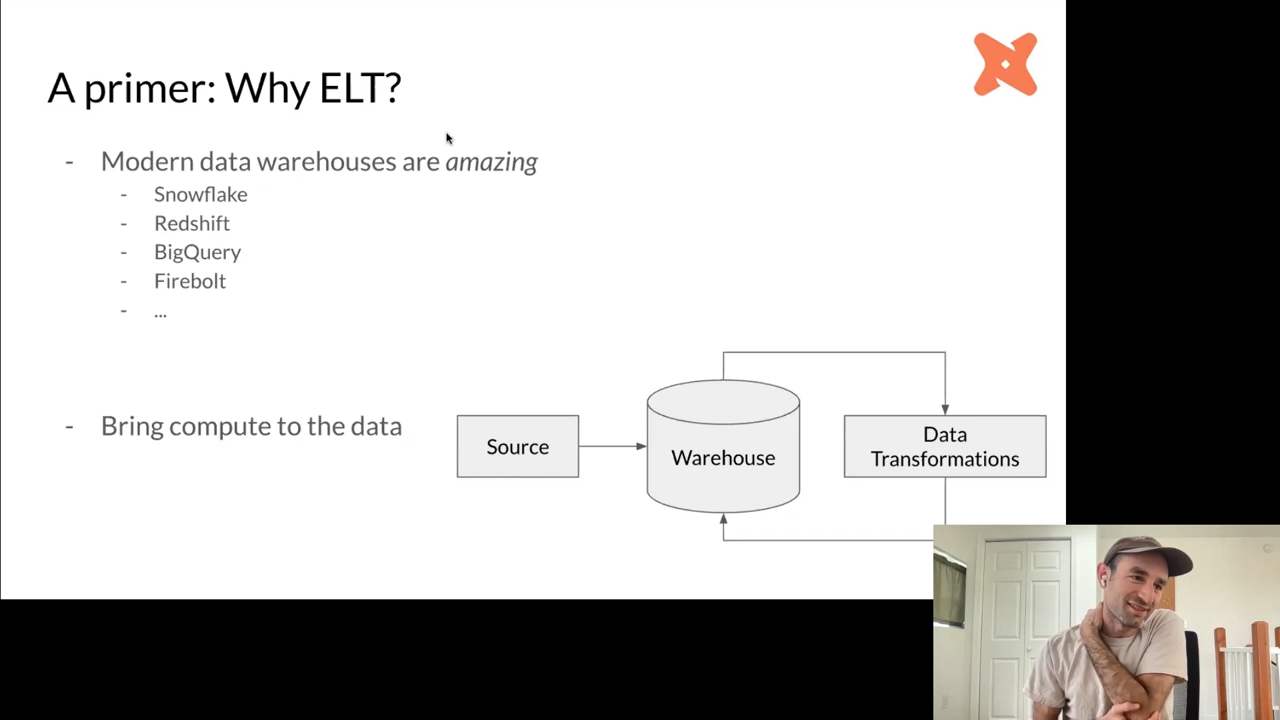 A primer: Why ELT?
- Modern data warehouses are amazing
- Snowflake
- Redshift
- BigQuery
- Firebolt
- ...
- Bring compute to the data
Source
Warehouse
Data
Transformations